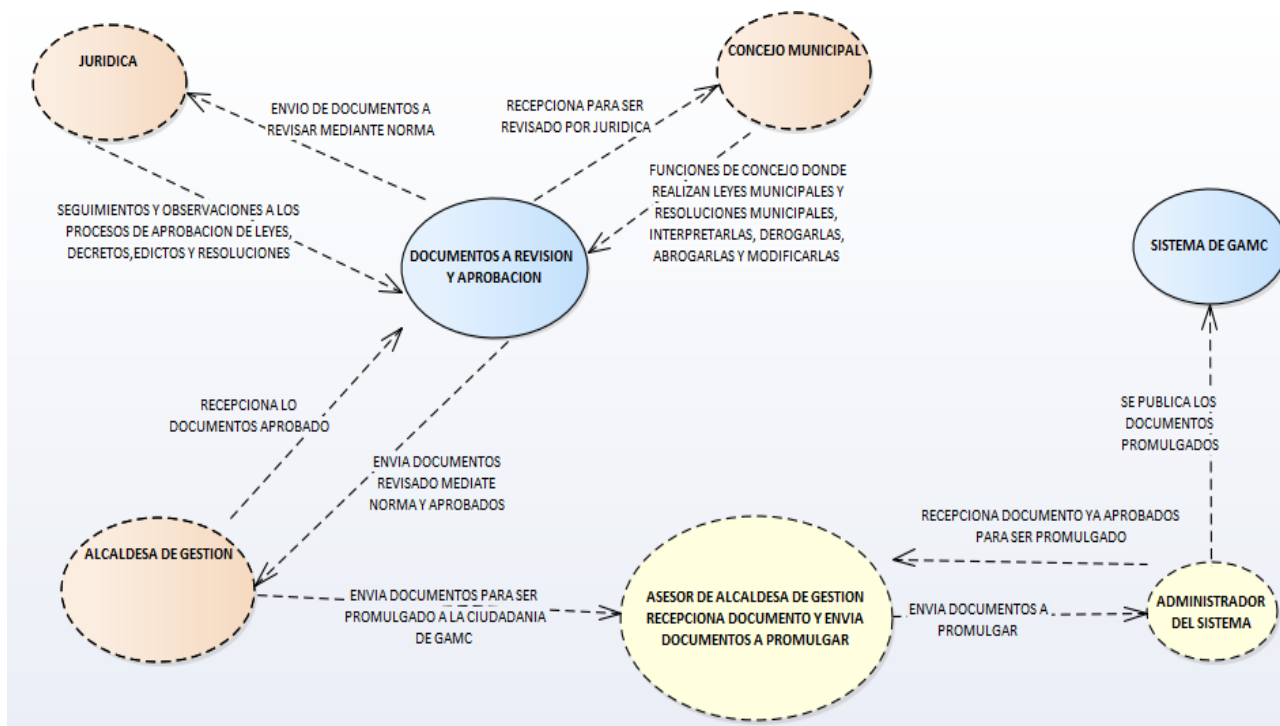 JURIDICA
CONCEJO MUNICIPAL
ENVIO DE DOCUMENTOS A
REVISAR MEDIANTE NORMA
RECEPCIONA PARA SER
REVISADO POR JURIDICA
SEGUIMIENTOS Y OBSERVACIONES A LOS
PROCESOS DE APROBACION DE LEYES,
DECRETOS,EDICTOS Y RESOLUCIONES
FUNCIONES DE CONCEJO DONDE
REALIZAN LEYES MUNICIPALES Y
RESOLUCIONES MUNICIPALES,
INTERPRETARLAS, DEROGARLAS,
ABROGARLAS Y MODIFICARLAS
DOCUMENTOS A REVISION
Y APROBACION
SISTEMA DE GAMC
RECEPCIONA LO
DOCUMENTOS APROBADO
ENVIA DOCUMENTOS
REVISADO MEDIATE
NORMA Y APROBADOS
SE PUBLICA LOS
DOCUMENTOS
PROMULGADOS
RECEPCIONA DOCUMENTO YA APROBADOS
PARA SER PROMULGADO
ALCALDESA DE GESTION
ENVIA DOCUMENTOS PARA SER
PROMULGADO A LA CIUDADANIA
DE GAMC
ASESOR DE ALCALDESA DE GESTION
RECEPCIONA DOCUMENTO Y ENVIA
DOCUMENTOS A PROMULGAR
ENVIA DOCUMENTOS A
PROMULGAR
ADMINISTRADOR
DEL SISTEMA